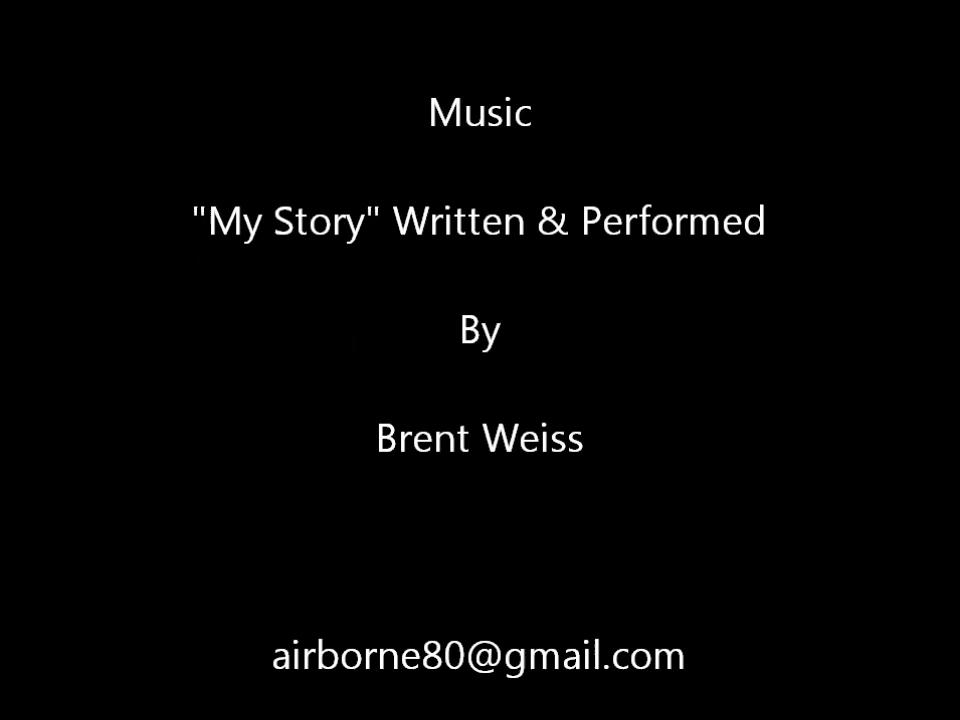 Music
"My Story" Written & Performed
By
Brent Weiss
airborne80@gmail.com